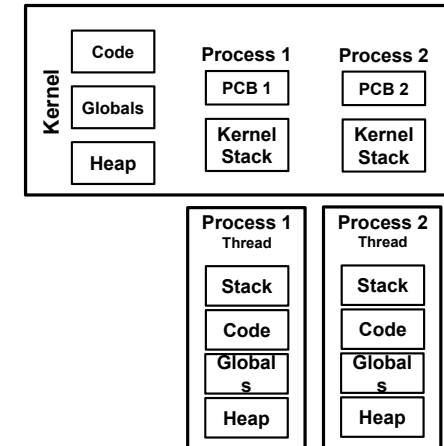 Kernel
Code
Globals
Heap
Process 1
PCB 1
Kernel
Stack
Process 2
PCB 2
Kernel
Stack
Process 1
Thread
Stack
Code
Global
s
Heap
Process 2
Thread
Stack
Code
Global
s
Heap